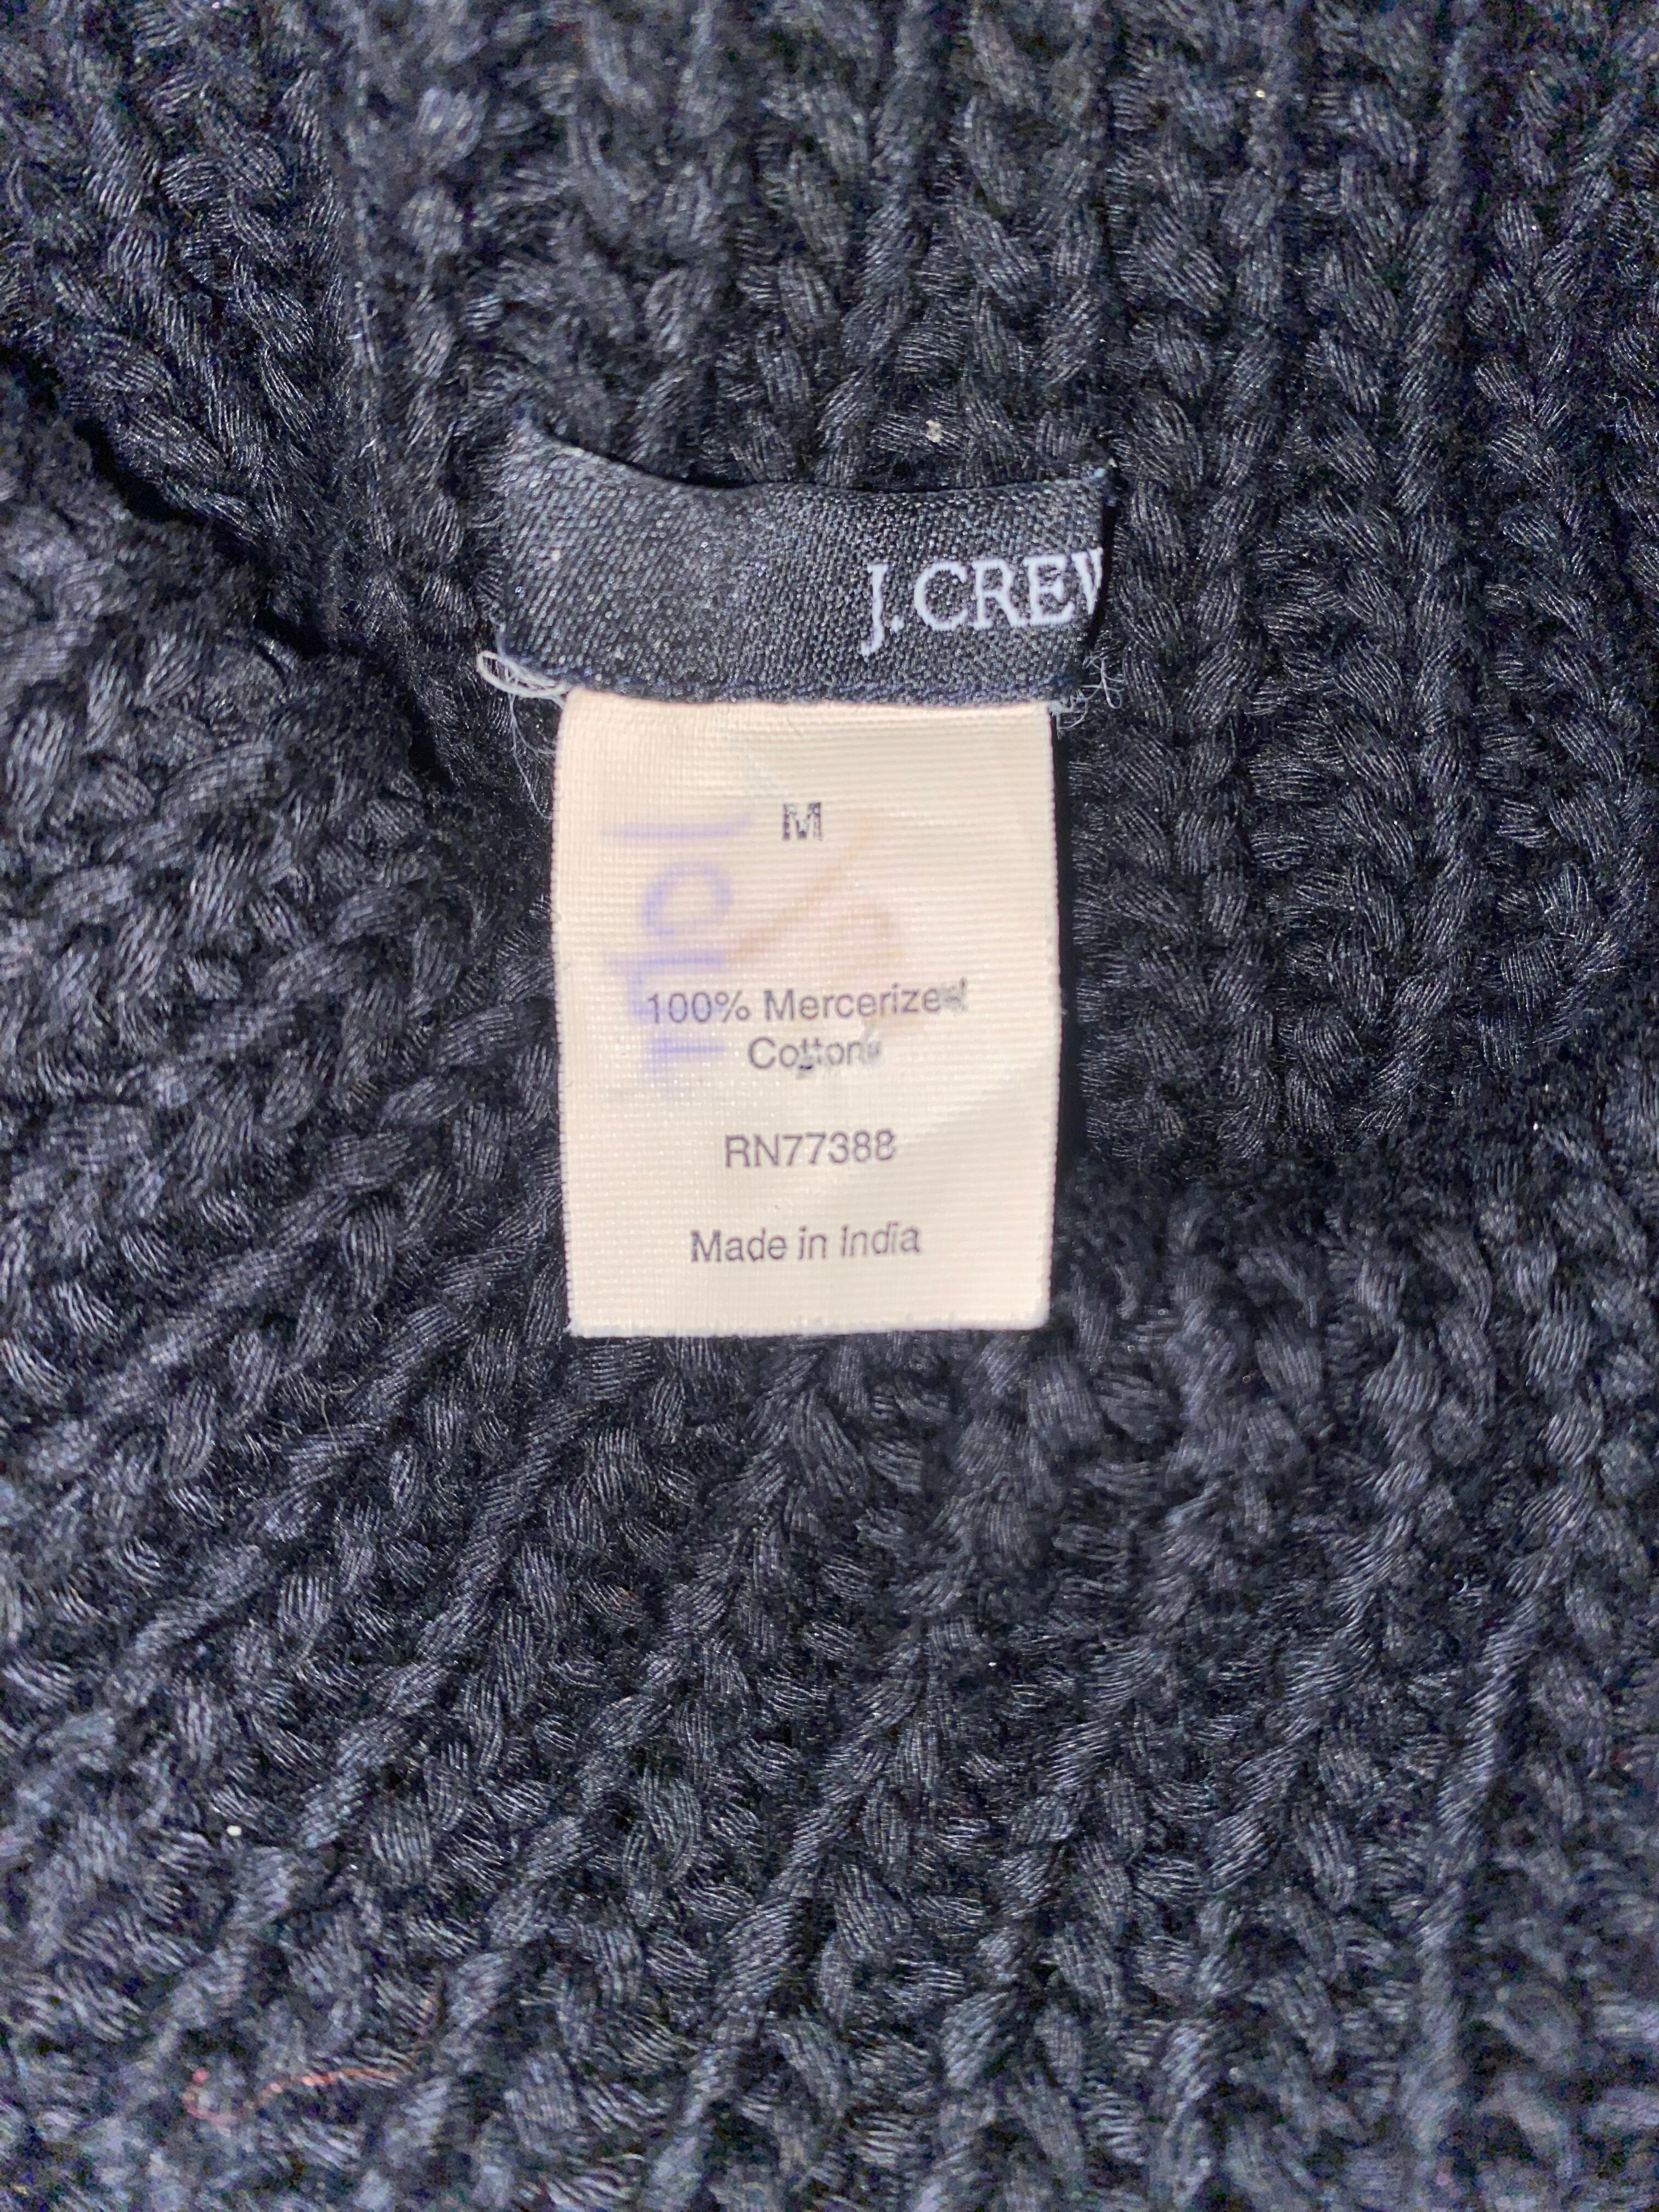 J.CREW
M
100% Mercerized
Cotton
RN77388
Made in India